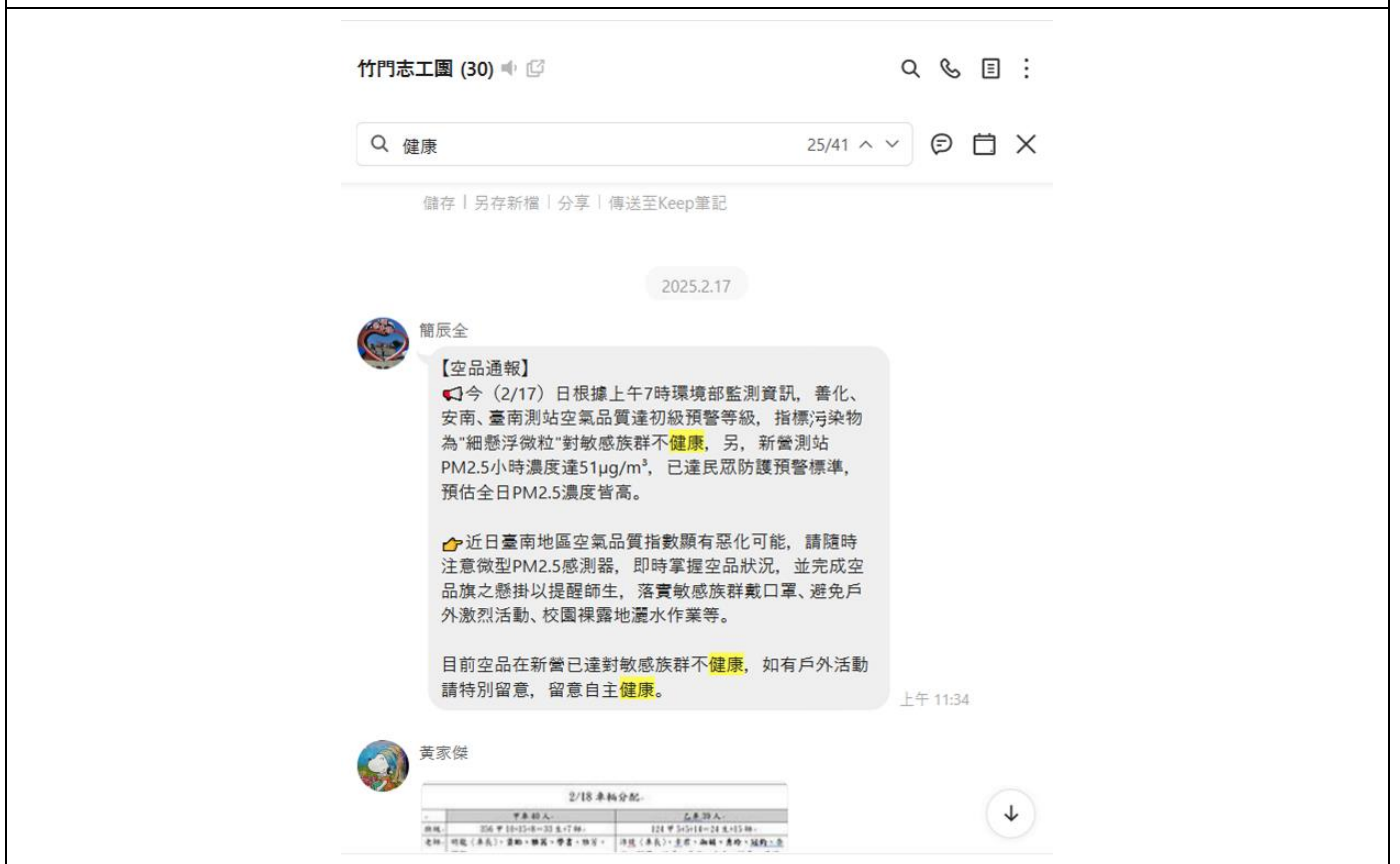 竹門志工團 (30)
健康
25/41
儲存 | 另存新檔 | 分享 | 傳送至Keep筆記
2025.2.17
簡辰全
【空品通報】
📢今（2/17）日根據上午7時環境部監測資訊，善化、
安南、臺南測站空氣品質達初級預警等級，指標污染物
為"細懸浮微粒"對敏感族群不健康，另，新營測站
PM2.5小時濃度達51μg/m³，已達民眾防護預警標準，
預估全日PM2.5濃度皆高。
👉近日臺南地區空氣品質指數顯有惡化可能，請隨時
注意微型PM2.5感測器，即時掌握空品狀況，並完成空
品旗之懸掛以提醒師生，落實敏感族群戴口罩、避免戶
外激烈活動、校園裸露地灑水作業等。
目前空品在新營已達對敏感族群不健康，如有戶外活動
請特別留意，留意自主健康。
上午 11:34
黃家傑
2/18 車輛分配
甲車 40 人
乙車 39 人